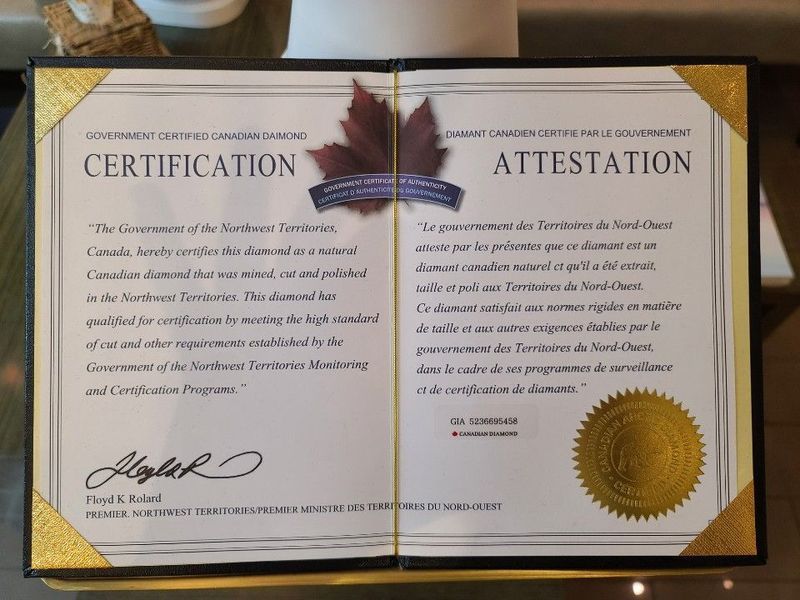 GOVERNMENT CERTIFIED CANADIAN DAIMOND
CERTIFICATION
"The Government of the Northwest Territories,
Canada, hereby certifies this diamond as a natural
Canadian diamond that was mined, cut and polished
in the Northwest Territories. This diamond has
qualified for certification by meeting the high standard
of cut and other requirements established by the
Government of the Northwest Territories Monitoring
and Certification Programs."
Floyd K Rolard
PREMIER. NORTHWEST TERRITORIES/PREMIER MINISTRE DES TERRITOIRES DU NORD-OUEST
GOVERNMENT CERTIFICATE OF AUTHENTICITY
CERTIFICAT D'AUTHENTICITE DU GOUVERNEMENT
DIAMANT CANADIEN CERTIFIE PAR LE GOUVERNEMENT
ATTESTATION
"Le gouvernement des Territoires du Nord-Ouest
atteste par les présentes que ce diamant est un
diamant canadien naturel ct qu'il a été extrait,
taille et poli aux Territoires du Nord-Ouest.
Ce diamant satisfait aux normes rigides en matière
de taille et aux autres exigences établies par le
gouvernement des Territoires du Nord-Ouest,
dans le cadre de ses programmes de surveillance
ct de certification de diamants."
GIA 5236695458
CANADIAN DIAMOND